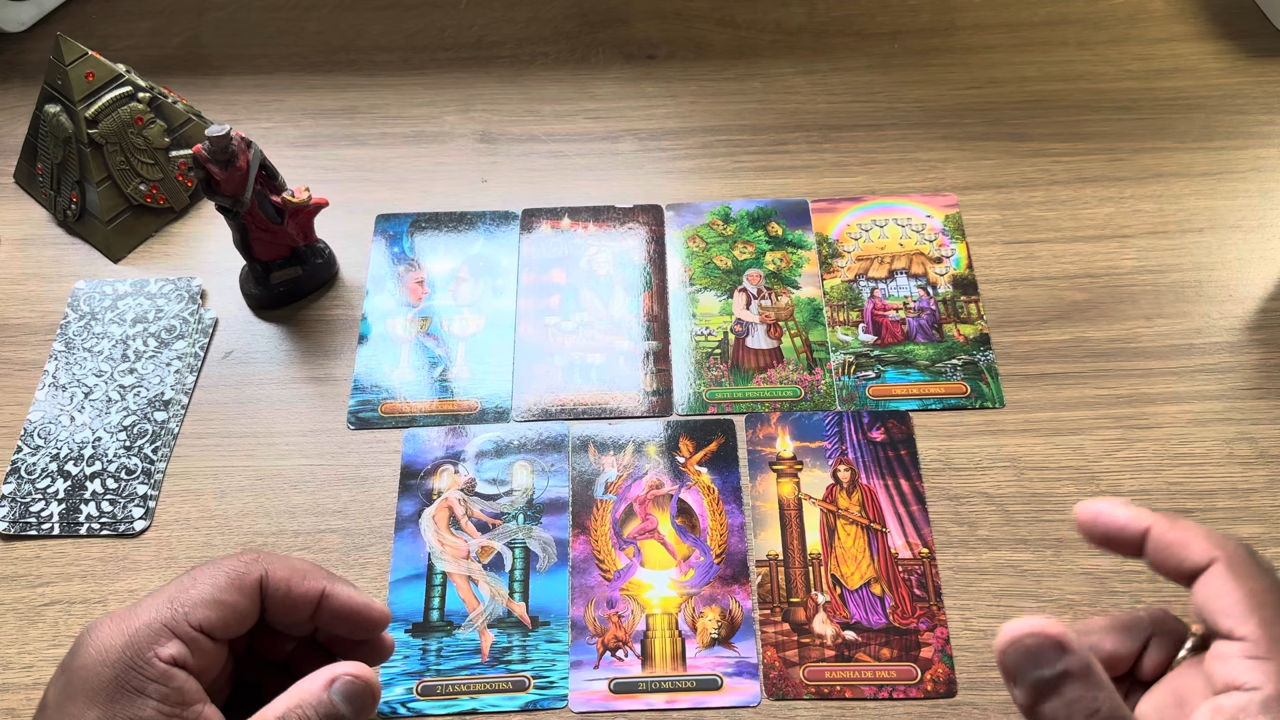 SETE DE PENTÁCULOS
DEZ DE COPAS
2 | A SACERDOTISA
21 | O MUNDO
RAINHA DE PAUS